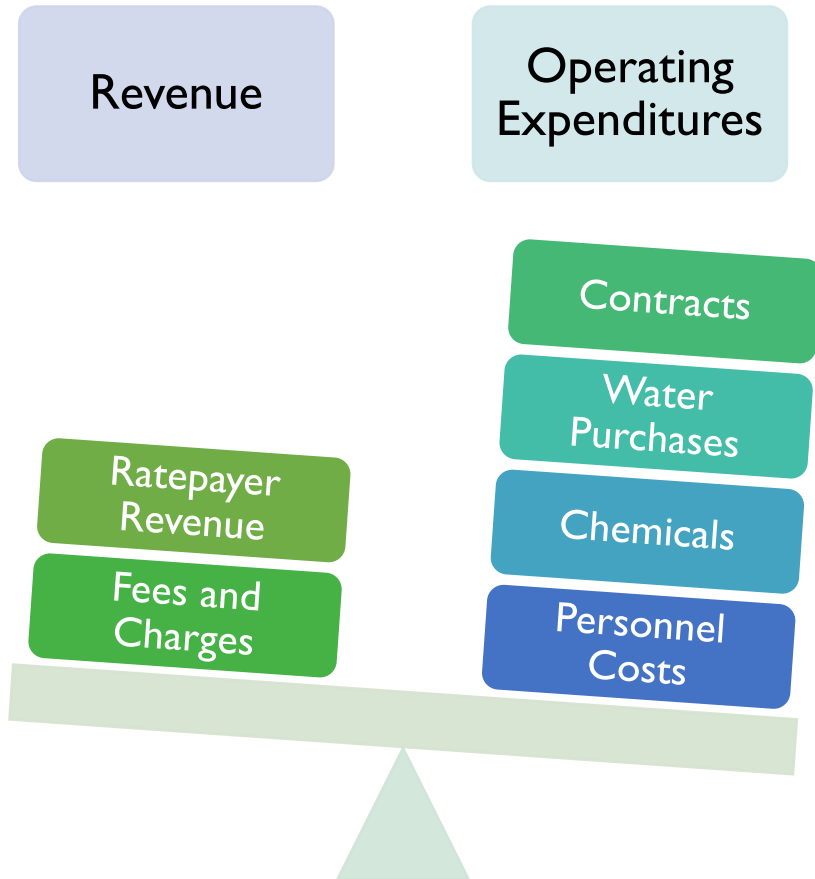 Revenue
Operating
Expenditures
Ratepayer
Revenue
Fees and
Charges
Contracts
Water
Purchases
Chemicals
Personnel
Costs